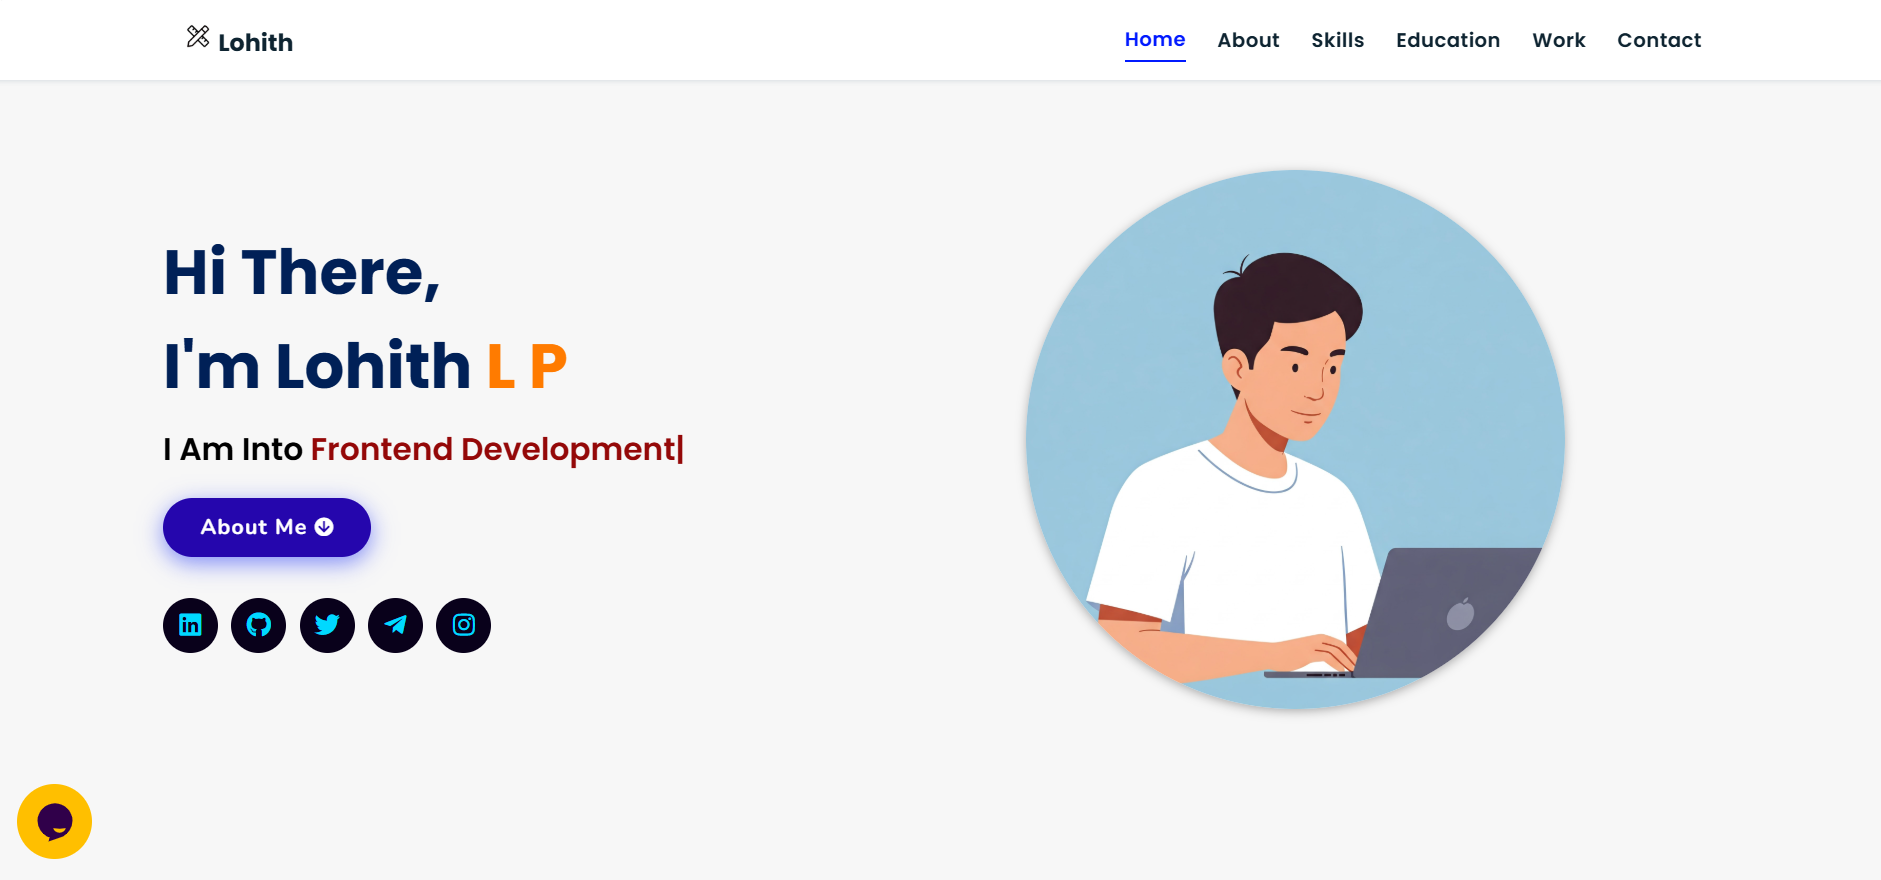 Lohith
Home About Skills Education Work Contact
Hi There,
I'm Lohith L P
I Am Into Frontend Development|
About Me